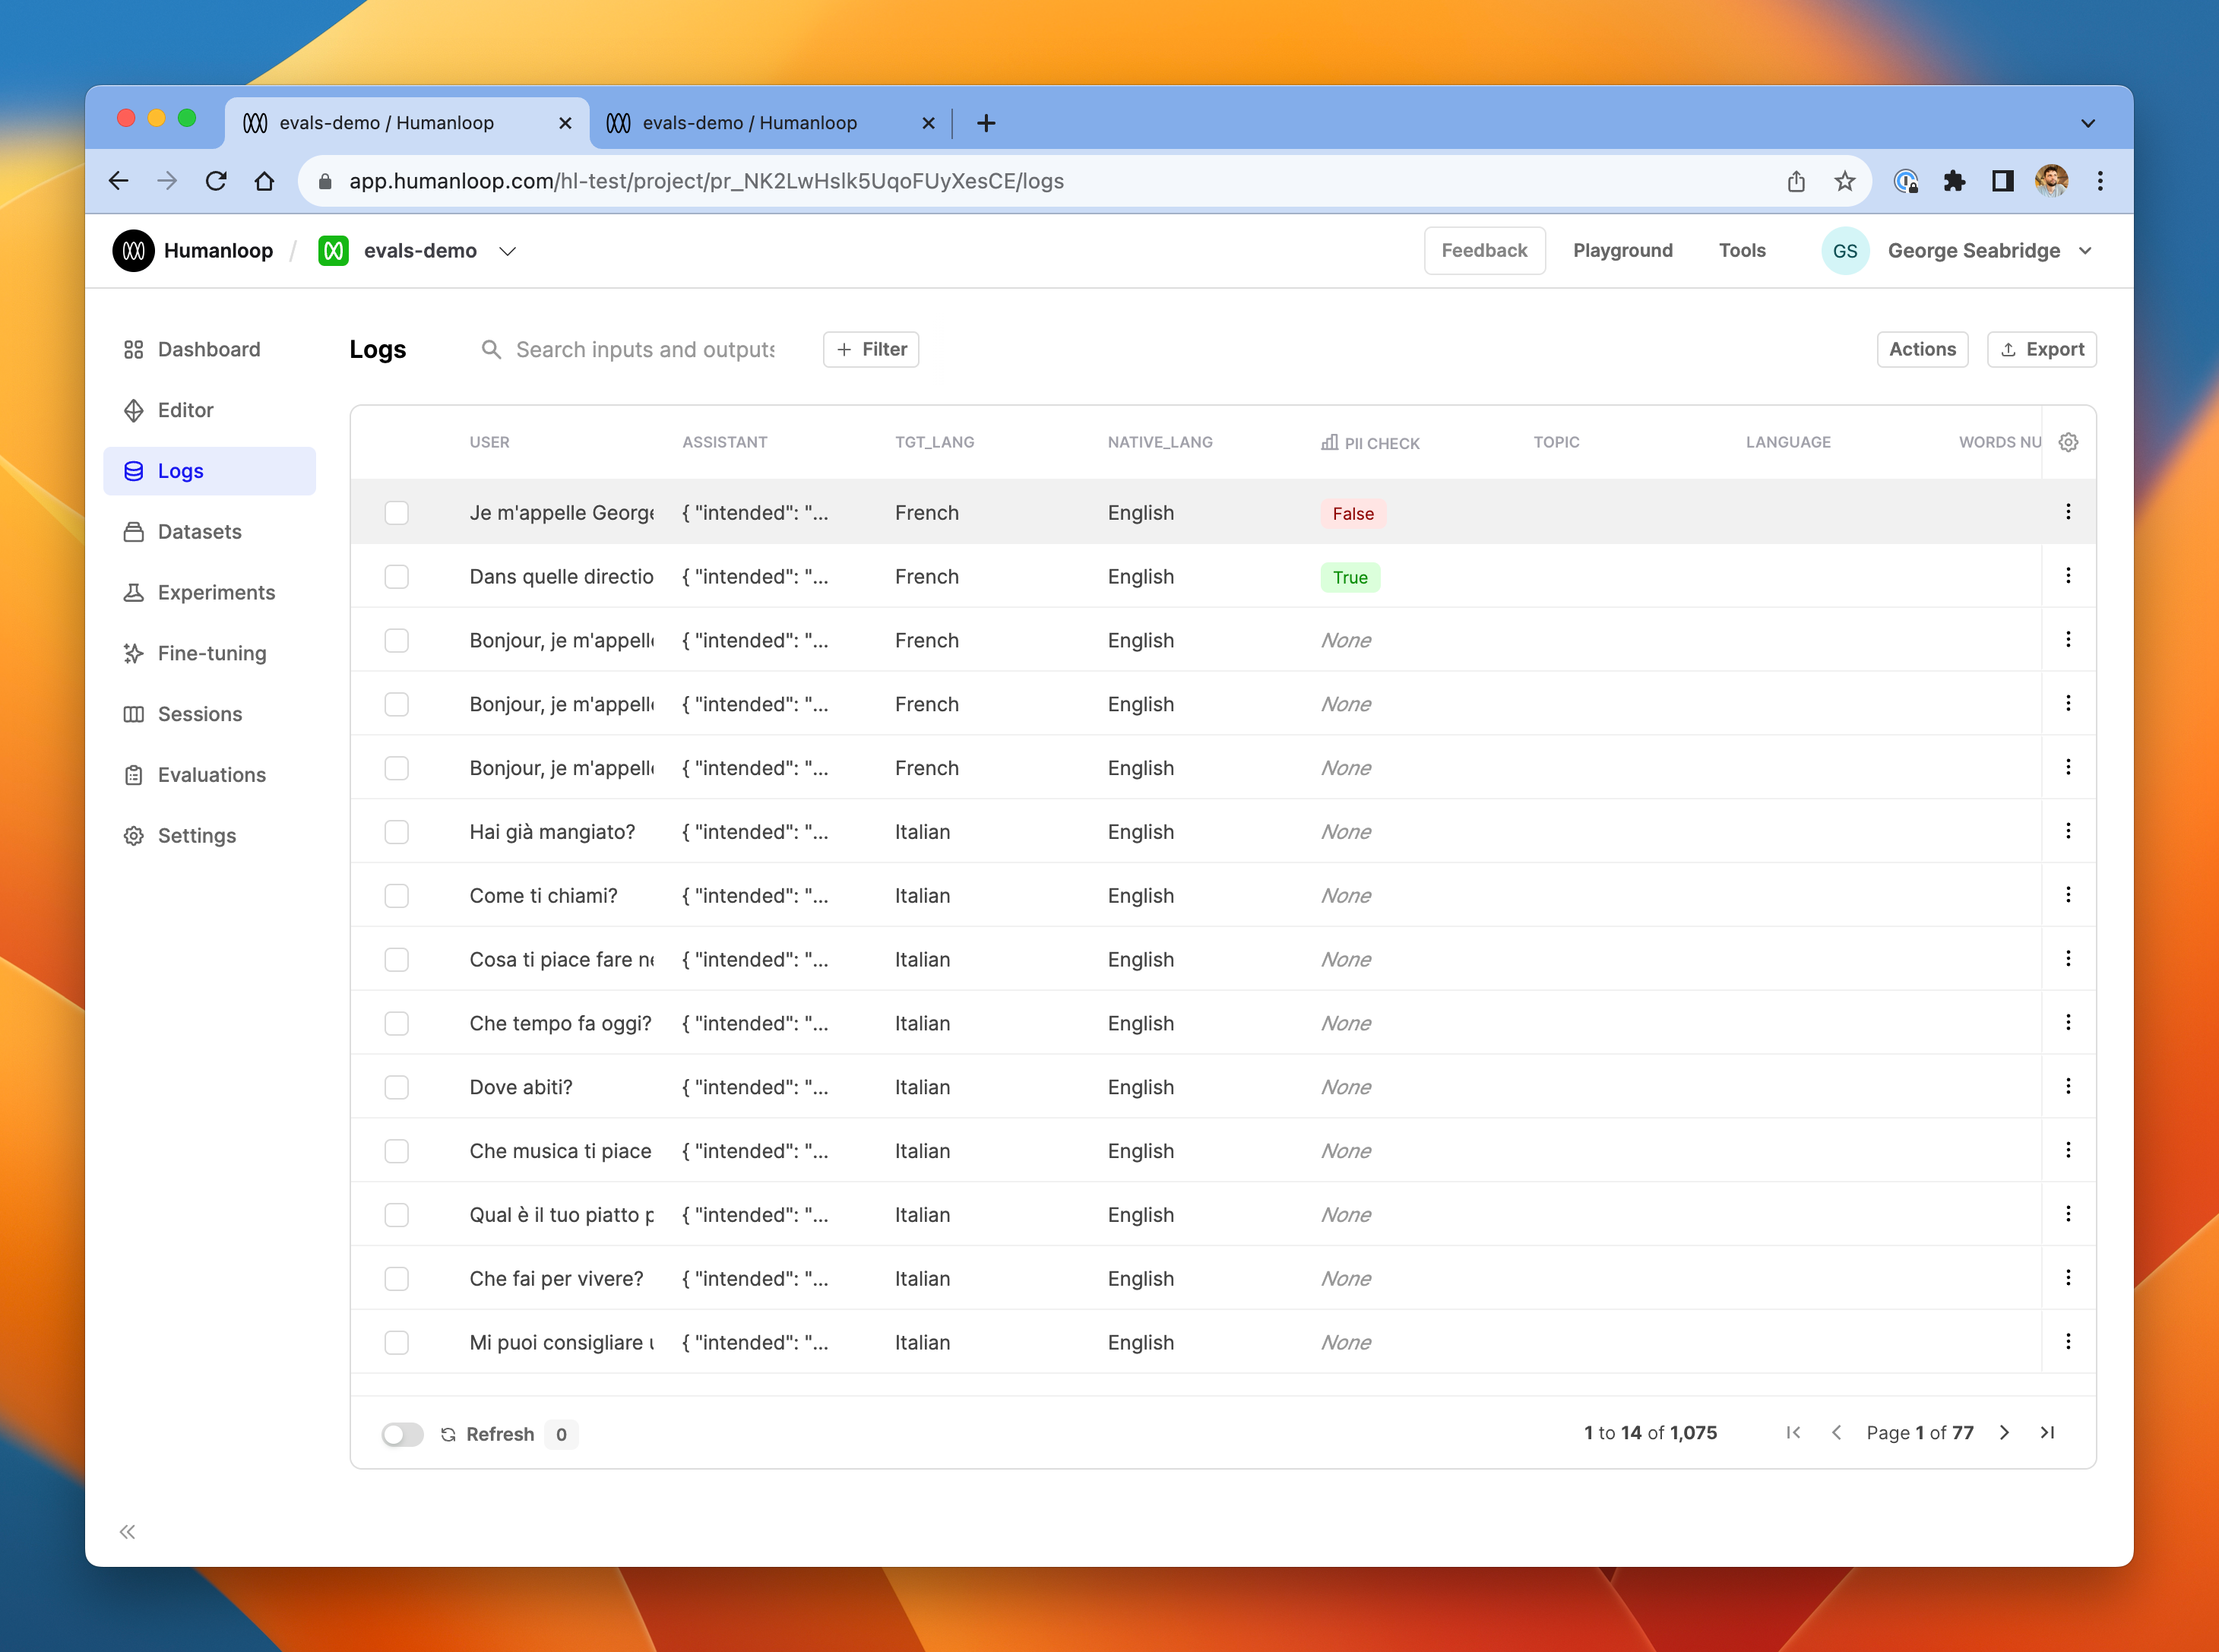 evals-demo / Humanloop
evals-demo / Humanloop
app.humanloop.com/hl-test/project/pr_NK2LwHslk5UqoFUyXesCE/logs
Humanloop / evals-demo
Feedback Playground Tools GS George Seabridge
Dashboard
Editor
Logs
Datasets
Experiments
Fine-tuning
Sessions
Evaluations
Settings
Logs Search inputs and outputs Filter Actions Export
USER ASSISTANT TGT_LANG NATIVE_LANG PII CHECK TOPIC LANGUAGE WORDS NU
Je m'appelle George { "intended": "... French English False
Dans quelle directio { "intended": "... French English True
Bonjour, je m'appelle { "intended": "... French English None
Bonjour, je m'appelle { "intended": "... French English None
Bonjour, je m'appelle { "intended": "... French English None
Hai già mangiato? { "intended": "... Italian English None
Come ti chiami? { "intended": "... Italian English None
Cosa ti piace fare ne { "intended": "... Italian English None
Che tempo fa oggi? { "intended": "... Italian English None
Dove abiti? { "intended": "... Italian English None
Che musica ti piace { "intended": "... Italian English None
Qual è il tuo piatto p { "intended": "... Italian English None
Che fai per vivere? { "intended": "... Italian English None
Mi puoi consigliare u { "intended": "... Italian English None
Refresh 0 1 to 14 of 1,075 Page 1 of 77